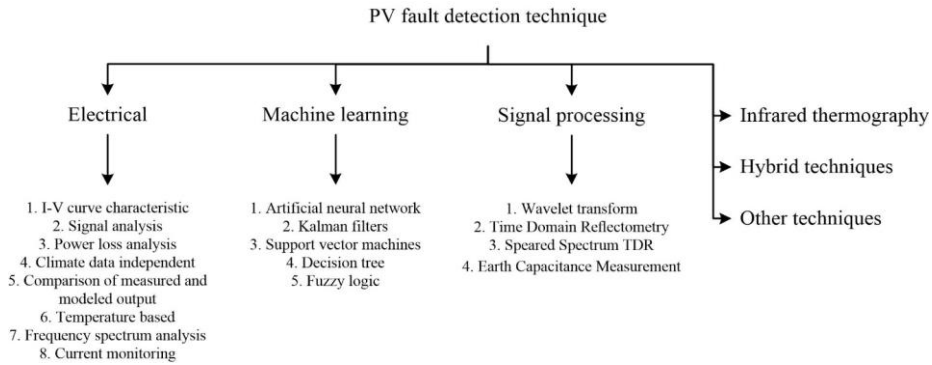 PV fault detection technique
Electrical
Machine learning
Signal processing
Infrared thermography
Hybrid techniques
Other techniques
1. I-V curve characteristic
2. Signal analysis
3. Power loss analysis
4. Climate data independent
5. Comparison of measured and
modeled output
6. Temperature based
7. Frequency spectrum analysis
8. Current monitoring
1. Artificial neural network
2. Kalman filters
3. Support vector machines
4. Decision tree
5. Fuzzy logic
1. Wavelet transform
2. Time Domain Reflectometry
3. Speared Spectrum TDR
4. Earth Capacitance Measurement